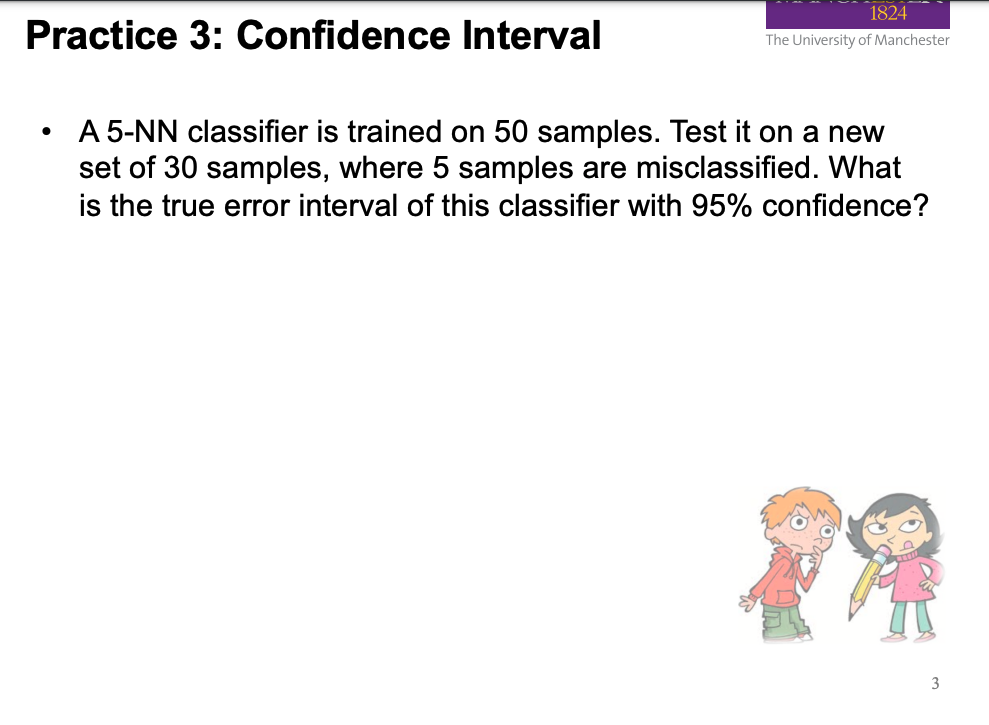 Practice 3: Confidence Interval
1824
The University of Manchester
• A 5-NN classifier is trained on 50 samples. Test it on a new
set of 30 samples, where 5 samples are misclassified. What
is the true error interval of this classifier with 95% confidence?
3